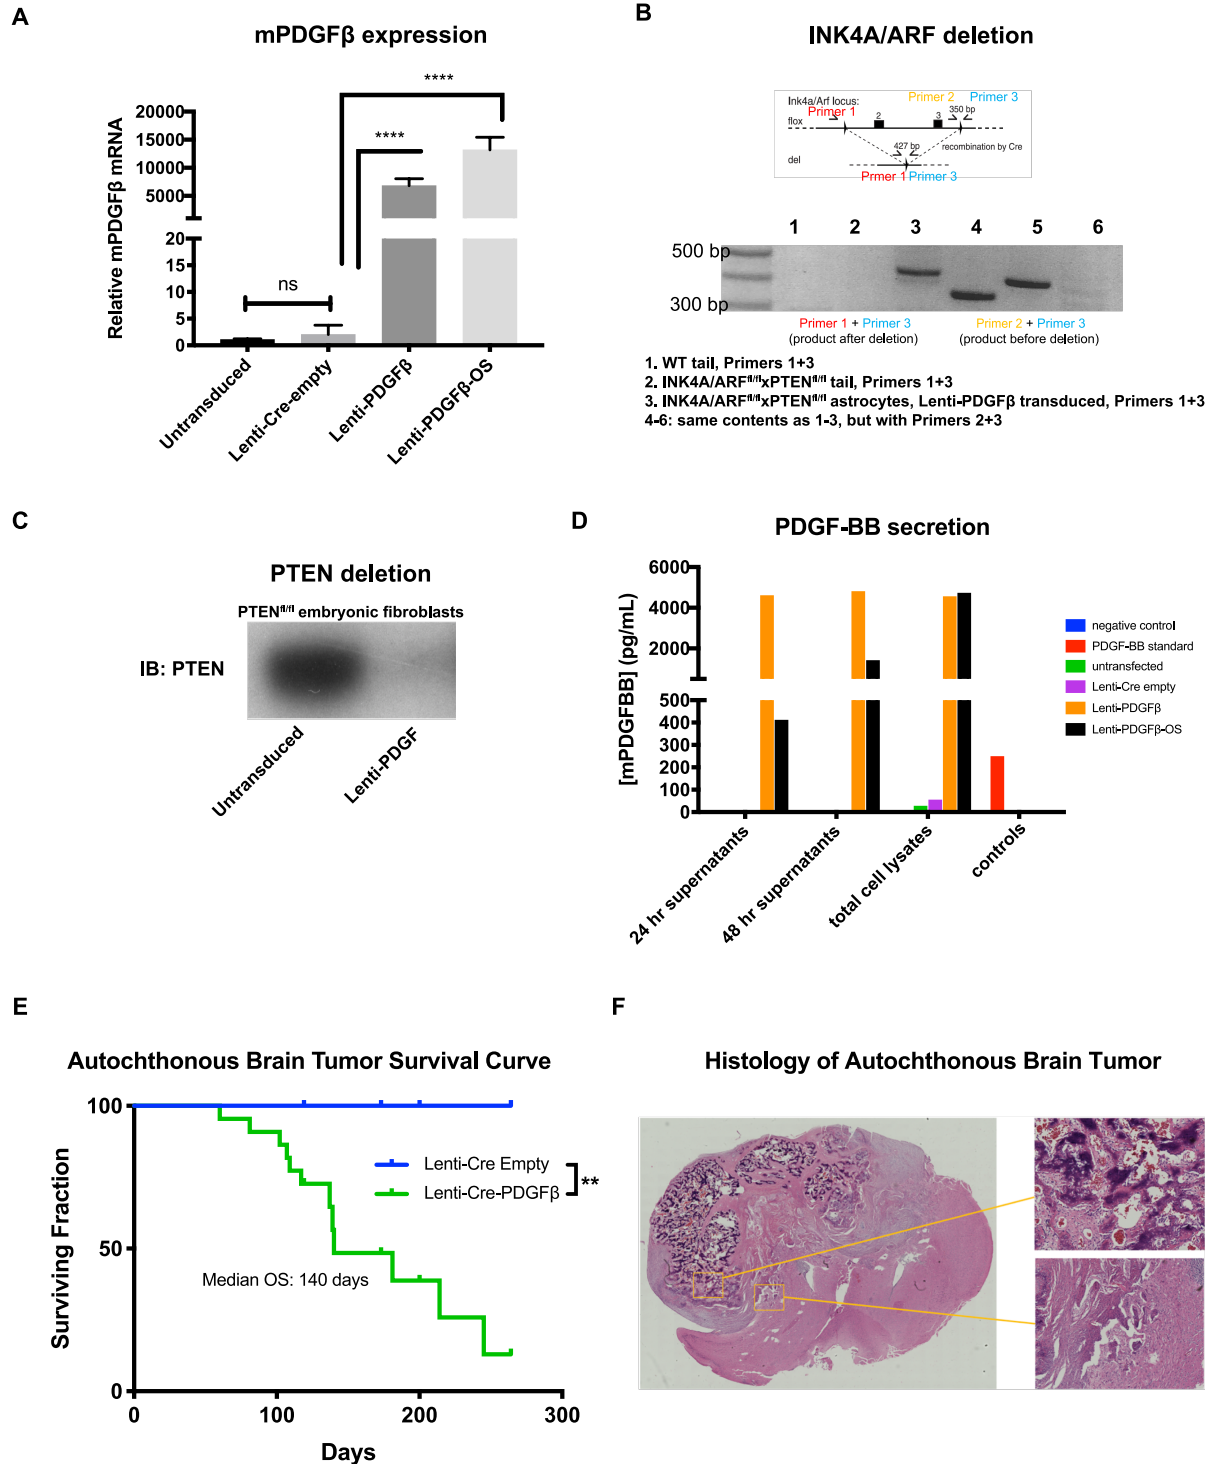 A
mPDGFβ expression
Relative mPDGFβ mRNA
20000
15000
10000
5000
20
15
10
5
0
ns
****
****
Untransduced
Lenti-Cre-empty
Lenti-PDGFβ
Lenti-PDGFβ-OS
B
INK4A/ARF deletion
Ink4a/Arf locus:
Primer 1
Primer 2
Primer 3
flox
2
3
350 bp
427 bp
recombination by Cre
del
Prmer 1 Primer 3
1 2 3 4 5 6
500 bp
300 bp
Primer 1 + Primer 3
(product after deletion)
Primer 2 + Primer 3
(product before deletion)
1. WT tail, Primers 1+3
2. INK4A/ARFfl/flxPTENfl/fl tail, Primers 1+3
3. INK4A/ARFfl/flxPTENfl/fl astrocytes, Lenti-PDGFβ transduced, Primers 1+3
4-6: same contents as 1-3, but with Primers 2+3
C
PTEN deletion
PTENfl/fl embryonic fibroblasts
IB: PTEN
Untransduced
Lenti-PDGF
D
PDGF-BB secretion
[mPDGFBB] (pg/mL)
6000
4000
2000
500
400
300
200
100
0
24 hr supernatants
48 hr supernatants
total cell lysates
controls
negative control
PDGF-BB standard
untransfected
Lenti-Cre empty
Lenti-PDGFβ
Lenti-PDGFβ-OS
E
Autochthonous Brain Tumor Survival Curve
Surviving Fraction
100
50
0
Lenti-Cre Empty
Lenti-Cre-PDGFβ
**
Median OS: 140 days
0 100 200 300
Days
F
Histology of Autochthonous Brain Tumor